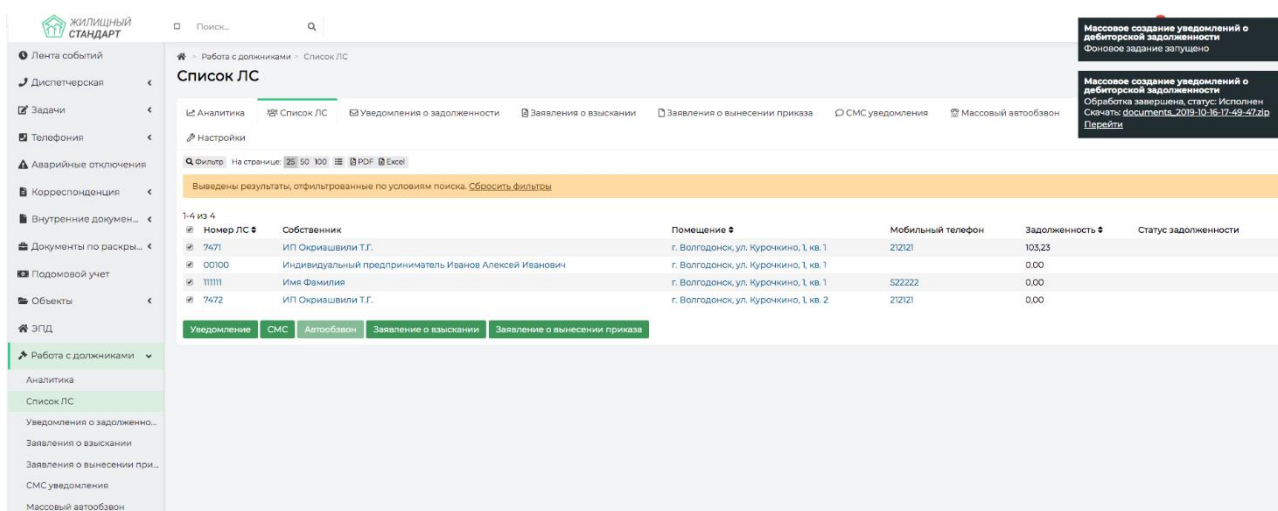 ЖИЛИЩНЫЙ
СТАНДАРТ
Поиск...
Лента событий
Диспетчерская
Задачи
Телефония
Аварийные отключения
Корреспонденция
Внутренние докумен...
Документы по раскры...
Подомовой учет
Объекты
ЭПД
Работа с должниками
Аналитика
Список ЛС
Уведомления о задолженно...
Заявления о взыскании
Заявления о вынесении при...
СМС уведомления
Массовый автообзвон
> Работа с должниками > Список ЛС
Список ЛС
Аналитика Список ЛС Уведомления о задолженности Заявления о взыскании Заявления о вынесении приказа СМС уведомления Массовый автообзвон
Настройки
Фильтр На странице: 25 50 100 PDF Excel
Выведены результаты, отфильтрованные по условиям поиска. Сбросить фильтры
1-4 из 4
Номер ЛС Собственник Помещение Мобильный телефон Задолженность Статус задолженности
7471 ИП Окриашвили Т.Г. г. Волгодонск, ул. Курочкино, 1, кв. 1 212121 103,23
00100 Индивидуальный предприниматель Иванов Алексей Иванович г. Волгодонск, ул. Курочкино, 1, кв. 1 0,00
111111 Имя Фамилия г. Волгодонск, ул. Курочкино, 1, кв. 1 522222 0,00
7472 ИП Окриашвили Т.Г. г. Волгодонск, ул. Курочкино, 1, кв. 2 212121 0,00
Уведомление СМС Автообзвон Заявление о взыскании Заявление о вынесении приказа
Массовое создание уведомлений о
дебиторской задолженности
Фоновое задание запущено
Массовое создание уведомлений о
дебиторской задолженности
Обработка завершена, статус: Исполнен
Скачать: documents_2019-10-16-17-49-47.zip
Перейти